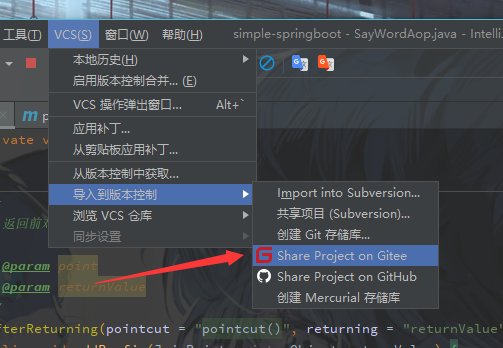 工具(T) VCS(S) 窗口(W) 帮助(H) simple-springboot - SayWordAop.java - Intelli
本地历史(H)
启用版本控制合并... (E)
VCS 操作弹出窗口... Alt+`
m
vate v
应用补丁...
从剪贴板应用补丁...
从版本控制中获取...
导入到版本控制
Import into Subversion...
浏览 VCS 仓库
共享项目 (Subversion)...
返回前
同步设置
创建 Git 存储库...
G Share Project on Gitee
@param point
Share Project on GitHub
@param returnValue
创建 Mercurial 存储库
fterReturning(pointcut = "pointcut()", returning = "returnValue"